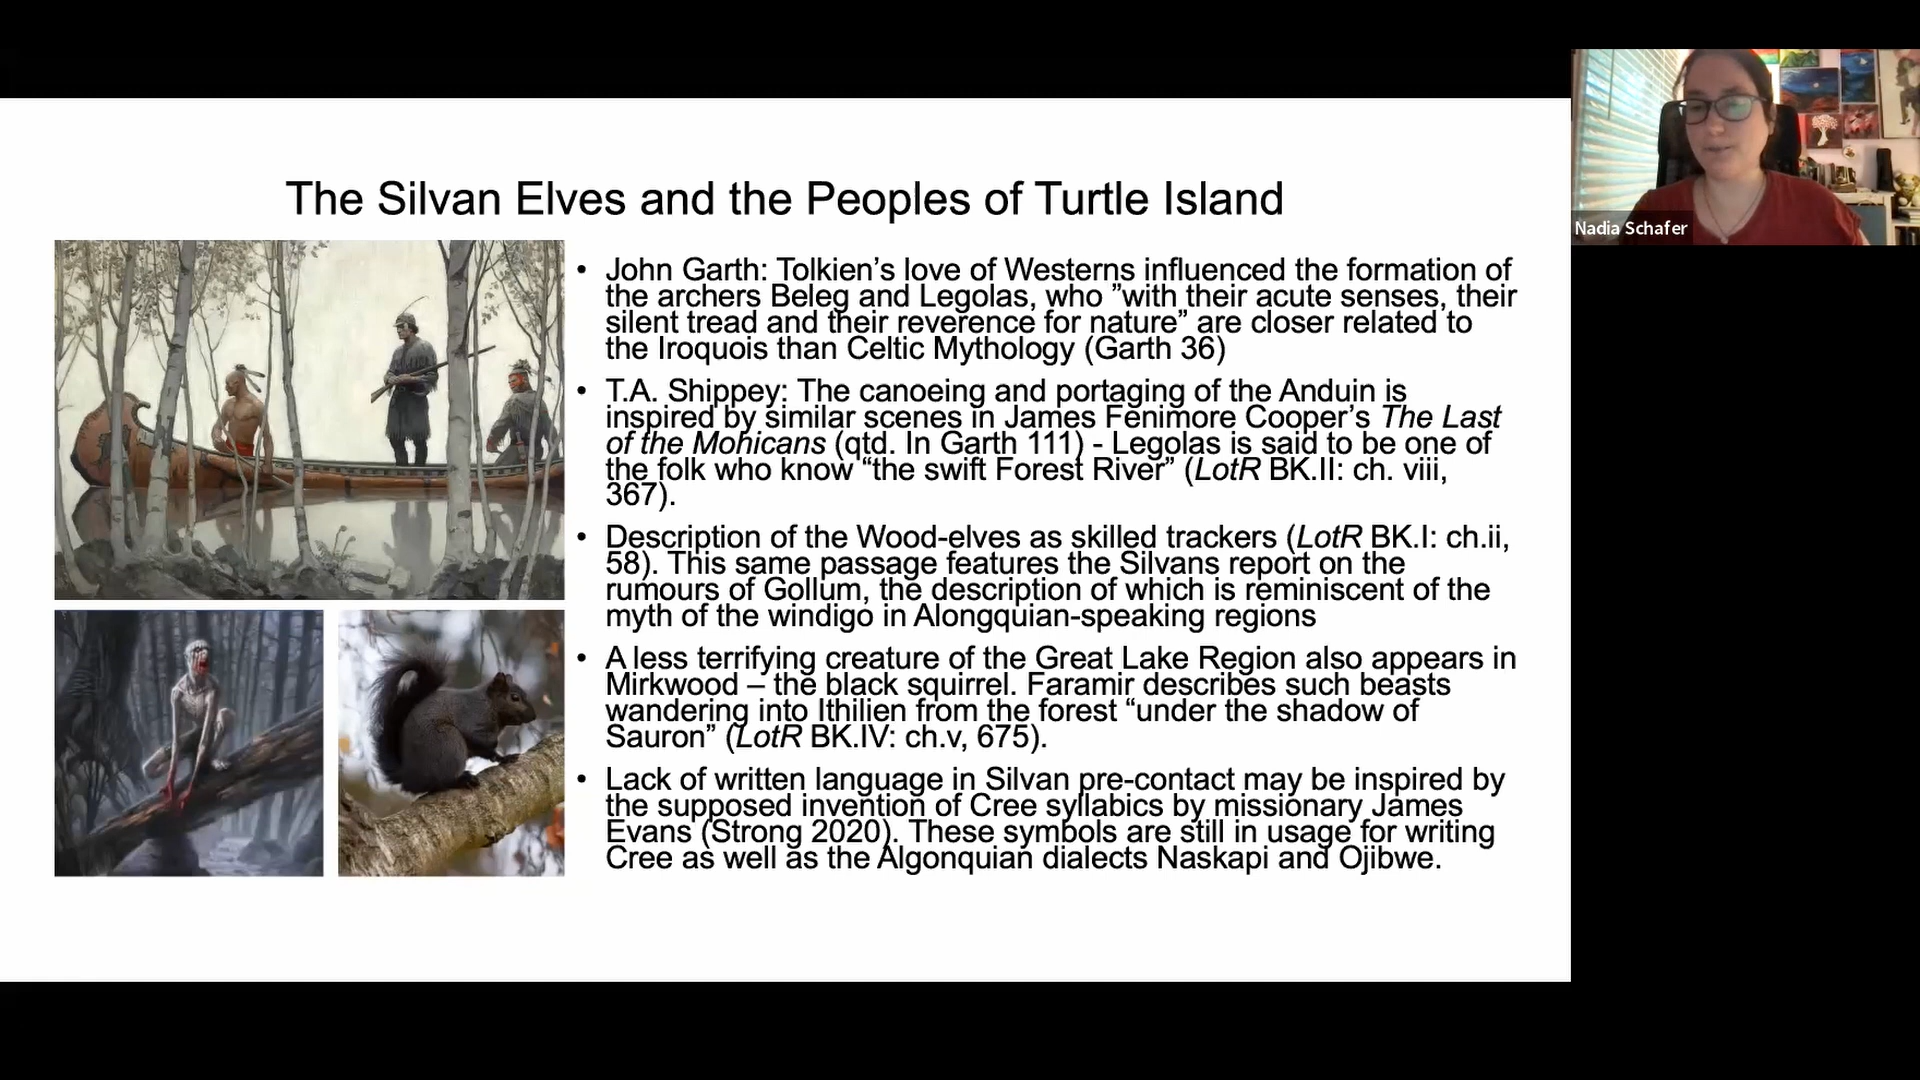 The Silvan Elves and the Peoples of Turtle Island
Nadia Schafer
• John Garth: Tolkien’s love of Westerns influenced the formation of
the archers Beleg and Legolas, who ”with their acute senses, their
silent tread and their reverence for nature” are closer related to
the Iroquois than Celtic Mythology (Garth 36)
• T.A. Shippey: The canoeing and portaging of the Anduin is
inspired by similar scenes in James Fenimore Cooper’s The Last
of the Mohicans (qtd. In Garth 111) - Legolas is said to be one of
the folk who know “the swift Forest River” (LotR BK.II: ch. viii,
367).
• Description of the Wood-elves as skilled trackers (LotR BK.I: ch.ii,
58). This same passage features the Silvans report on the
rumours of Gollum, the description of which is reminiscent of the
myth of the windigo in Alongquian-speaking regions
• A less terrifying creature of the Great Lake Region also appears in
Mirkwood – the black squirrel. Faramir describes such beasts
wandering into Ithilien from the forest “under the shadow of
Sauron” (LotR BK.IV: ch.v, 675).
• Lack of written language in Silvan pre-contact may be inspired by
the supposed invention of Cree syllabics by missionary James
Evans (Strong 2020). These symbols are still in usage for writing
Cree as well as the Algonquian dialects Naskapi and Ojibwe.